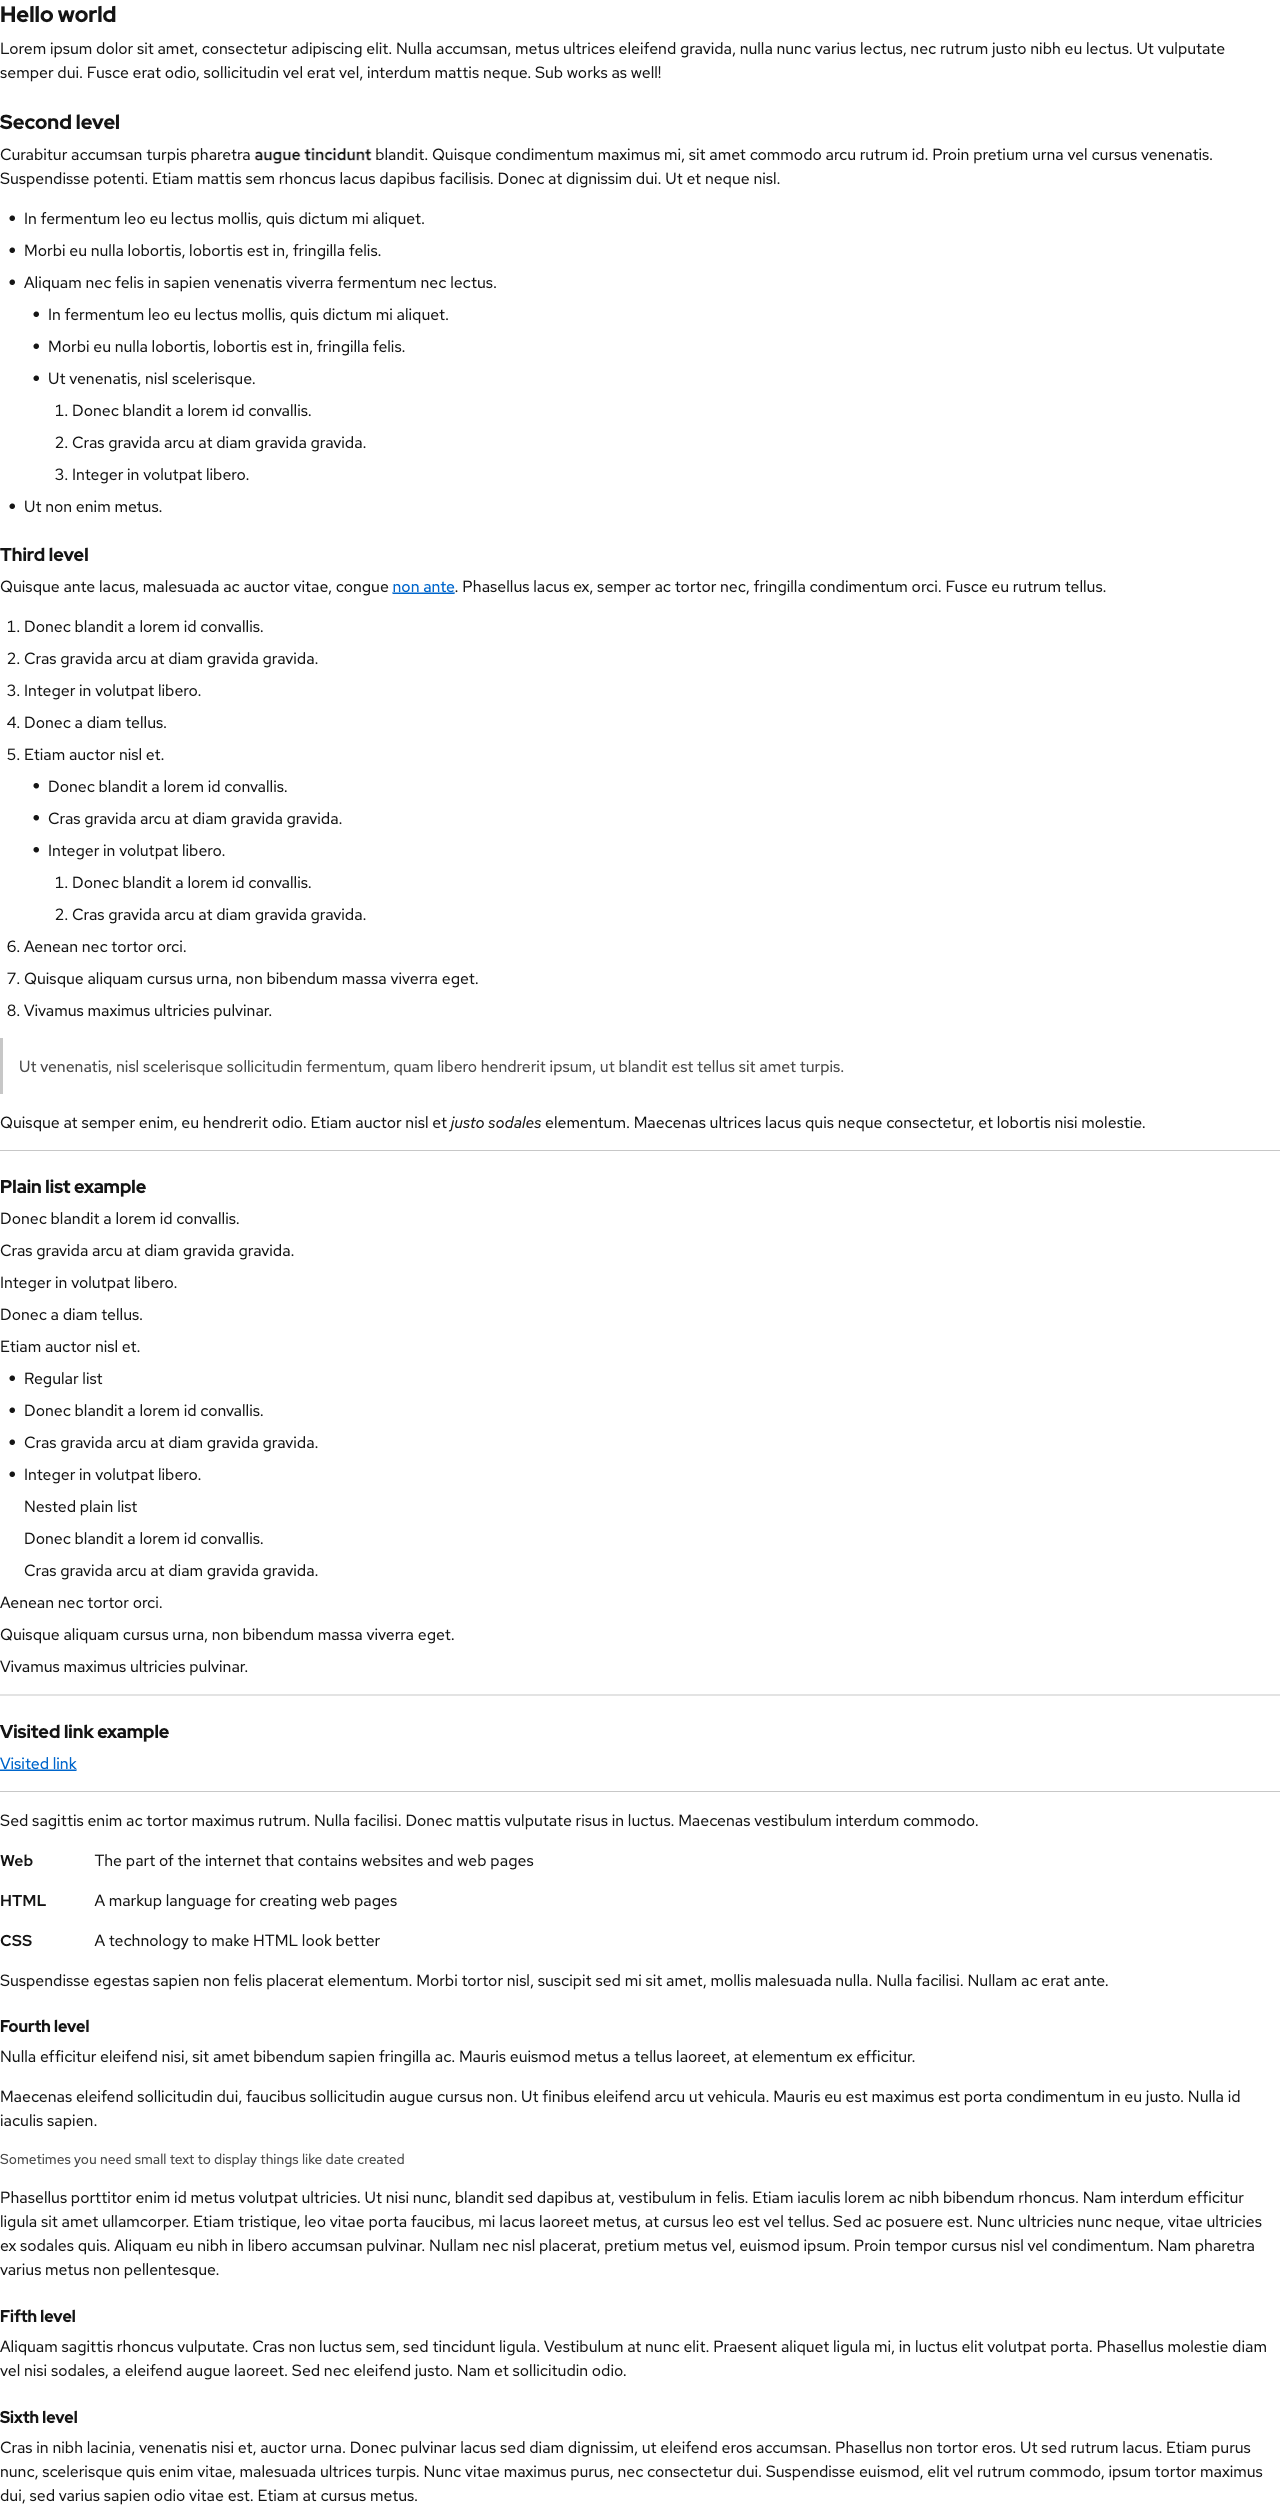 Hello world
Lorem ipsum dolor sit amet, consectetur adipiscing elit. Nulla accumsan, metus ultrices eleifend gravida, nulla nunc varius lectus, nec rutrum justo nibh eu lectus. Ut vulputate
semper dui. Fusce erat odio, sollicitudin vel erat vel, interdum mattis neque. Sub works as well!
Second level
Curabitur accumsan turpis pharetra augue tincidunt blandit. Quisque condimentum maximus mi, sit amet commodo arcu rutrum id. Proin pretium urna vel cursus venenatis.
Suspendisse potenti. Etiam mattis sem rhoncus lacus dapibus facilisis. Donec at dignissim dui. Ut et neque nisl.
• In fermentum leo eu lectus mollis, quis dictum mi aliquet.
• Morbi eu nulla lobortis, lobortis est in, fringilla felis.
• Aliquam nec felis in sapien venenatis viverra fermentum nec lectus.
• In fermentum leo eu lectus mollis, quis dictum mi aliquet.
• Morbi eu nulla lobortis, lobortis est in, fringilla felis.
• Ut venenatis, nisl scelerisque.
1. Donec blandit a lorem id convallis.
2. Cras gravida arcu at diam gravida gravida.
3. Integer in volutpat libero.
• Ut non enim metus.
Third level
Quisque ante lacus, malesuada ac auctor vitae, congue non ante. Phasellus lacus ex, semper ac tortor nec, fringilla condimentum orci. Fusce eu rutrum tellus.
1. Donec blandit a lorem id convallis.
2. Cras gravida arcu at diam gravida gravida.
3. Integer in volutpat libero.
4. Donec a diam tellus.
5. Etiam auctor nisl et.
• Donec blandit a lorem id convallis.
• Cras gravida arcu at diam gravida gravida.
• Integer in volutpat libero.
1. Donec blandit a lorem id convallis.
2. Cras gravida arcu at diam gravida gravida.
6. Aenean nec tortor orci.
7. Quisque aliquam cursus urna, non bibendum massa viverra eget.
8. Vivamus maximus ultricies pulvinar.
Ut venenatis, nisl scelerisque sollicitudin fermentum, quam libero hendrerit ipsum, ut blandit est tellus sit amet turpis.
Quisque at semper enim, eu hendrerit odio. Etiam auctor nisl et justo sodales elementum. Maecenas ultrices lacus quis neque consectetur, et lobortis nisi molestie.
Plain list example
Donec blandit a lorem id convallis.
Cras gravida arcu at diam gravida gravida.
Integer in volutpat libero.
Donec a diam tellus.
Etiam auctor nisl et.
• Regular list
• Donec blandit a lorem id convallis.
• Cras gravida arcu at diam gravida gravida.
• Integer in volutpat libero.
Nested plain list
Donec blandit a lorem id convallis.
Cras gravida arcu at diam gravida gravida.
Aenean nec tortor orci.
Quisque aliquam cursus urna, non bibendum massa viverra eget.
Vivamus maximus ultricies pulvinar.
Visited link example
Visited link
Sed sagittis enim ac tortor maximus rutrum. Nulla facilisi. Donec mattis vulputate risus in luctus. Maecenas vestibulum interdum commodo.
Web The part of the internet that contains websites and web pages
HTML A markup language for creating web pages
CSS A technology to make HTML look better
Suspendisse egestas sapien non felis placerat elementum. Morbi tortor nisl, suscipit sed mi sit amet, mollis malesuada nulla. Nulla facilisi. Nullam ac erat ante.
Fourth level
Nulla efficitur eleifend nisi, sit amet bibendum sapien fringilla ac. Mauris euismod metus a tellus laoreet, at elementum ex efficitur.
Maecenas eleifend sollicitudin dui, faucibus sollicitudin augue cursus non. Ut finibus eleifend arcu ut vehicula. Mauris eu est maximus est porta condimentum in eu justo. Nulla id
iaculis sapien.
Sometimes you need small text to display things like date created
Phasellus porttitor enim id metus volutpat ultricies. Ut nisi nunc, blandit sed dapibus at, vestibulum in felis. Etiam iaculis lorem ac nibh bibendum rhoncus. Nam interdum efficitur
ligula sit amet ullamcorper. Etiam tristique, leo vitae porta faucibus, mi lacus laoreet metus, at cursus leo est vel tellus. Sed ac posuere est. Nunc ultricies nunc neque, vitae ultricies
ex sodales quis. Aliquam eu nibh in libero accumsan pulvinar. Nullam nec nisl placerat, pretium metus vel, euismod ipsum. Proin tempor cursus nisl vel condimentum. Nam pharetra
varius metus non pellentesque.
Fifth level
Aliquam sagittis rhoncus vulputate. Cras non luctus sem, sed tincidunt ligula. Vestibulum at nunc elit. Praesent aliquet ligula mi, in luctus elit volutpat porta. Phasellus molestie diam
vel nisi sodales, a eleifend augue laoreet. Sed nec eleifend justo. Nam et sollicitudin odio.
Sixth level
Cras in nibh lacinia, venenatis nisi et, auctor urna. Donec pulvinar lacus sed diam dignissim, ut eleifend eros accumsan. Phasellus non tortor eros. Ut sed rutrum lacus. Etiam purus
nunc, scelerisque quis enim vitae, malesuada ultrices turpis. Nunc vitae maximus purus, nec consectetur dui. Suspendisse euismod, elit vel rutrum commodo, ipsum tortor maximus
dui, sed varius sapien odio vitae est. Etiam at cursus metus.